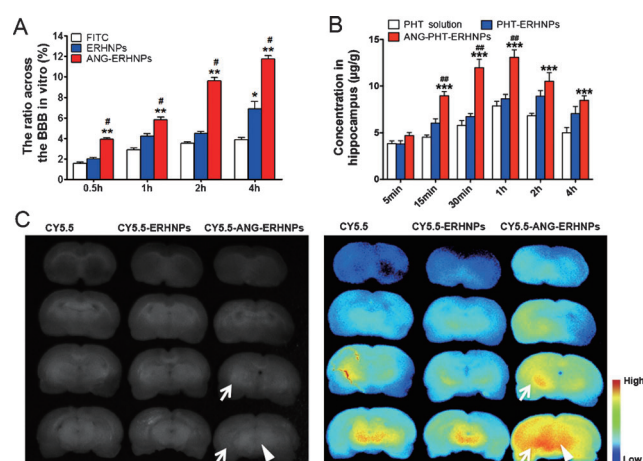 A
FITC
ERHNPs
ANG-ERHNPs
The ratio across
the BBB in vitro (%)
14
12
10
8
6
4
2
0
**
#
**
#
**
#
*
**
#
0.5h
1h
2h
4h
B
PHT solution
PHT-ERHNPs
ANG-PHT-ERHNPs
Concentration in
hippocampus (μg/g)
15
10
5
0
##
***
##
***
##
***
***
***
5min
15min
30min
1h
2h
4h
C
CY5.5
CY5.5-ERHNPs
CY5.5-ANG-ERHNPs
CY5.5
CY5.5-ERHNPs
CY5.5-ANG-ERHNPs
High
Low